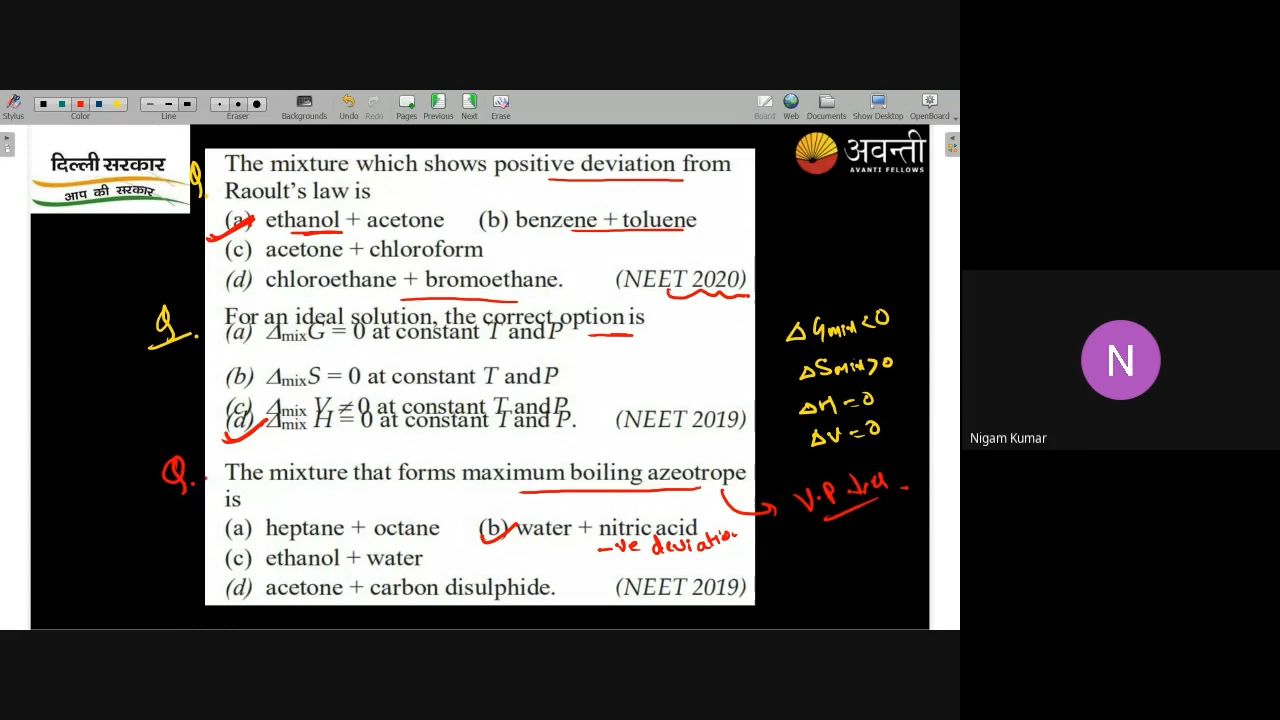 Stylus
Color
Line
Eraser
Backgrounds
Undo
Redo
Pages
Previous
Next
Erase
Board
Web
Documents
Show Desktop
OpenBoard
दिल्ली सरकार
आप की सरकार
अवन्ती
AVANTI FELLOWS
Q.
The mixture which shows positive deviation from
Raoult's law is
(a) ethanol + acetone (b) benzene + toluene
(c) acetone + chloroform
(d) chloroethane + bromoethane. (NEET 2020)
Q.
For an ideal solution, the correct option is
(a) ΔmixG = 0 at constant T and P
(b) ΔmixS = 0 at constant T and P
(c) Δmix V ≠ 0 at constant T and P
(d) Δmix H = 0 at constant T and P. (NEET 2019)
ΔGmix<0
ΔSmix>0
ΔH=0
ΔV=0
Q.
The mixture that forms maximum boiling azeotrope
is
(a) heptane + octane (b) water + nitric acid
-ve deviation
(c) ethanol + water
(d) acetone + carbon disulphide. (NEET 2019)
V.P.
N
Nigam Kumar